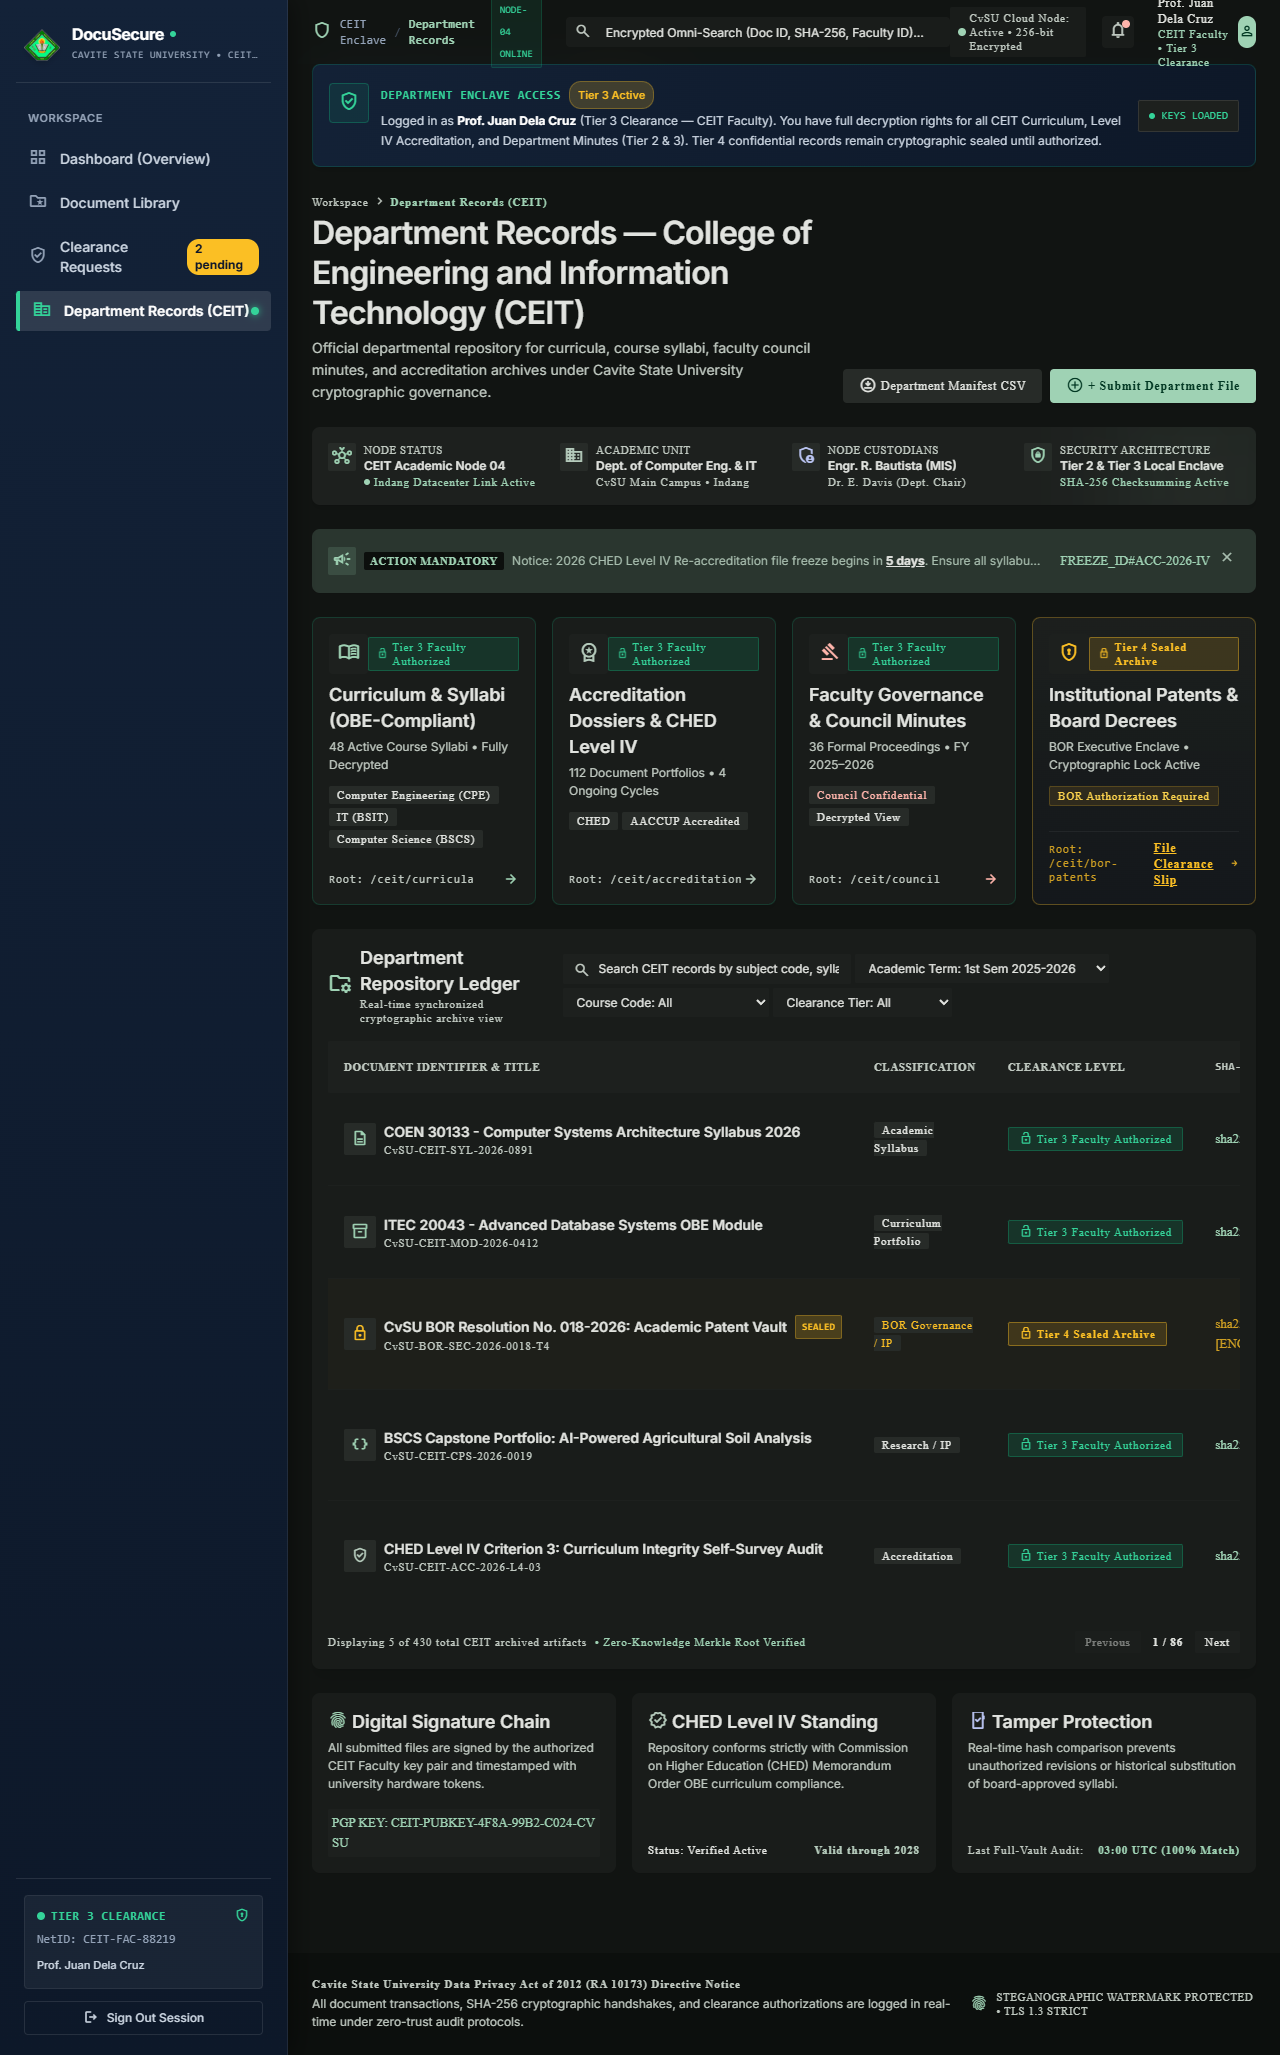 DocuSecure
CAVITE STATE UNIVERSITY • CEIT…
WORKSPACE
Dashboard (Overview)
Document Library
Clearance
Requests
2
pending
Department Records (CEIT)
TIER 3 CLEARANCE
NetID: CEIT-FAC-88219
Prof. Juan Dela Cruz
Sign Out Session
CEIT
Enclave
/
Department
Records
NODE-
04
ONLINE
Encrypted Omni-Search (Doc ID, SHA-256, Faculty ID)...
CvSU Cloud Node:
Active • 256-bit
Encrypted
Prof. Juan
Dela Cruz
CEIT Faculty
• Tier 3
Clearance
DEPARTMENT ENCLAVE ACCESS
Tier 3 Active
Logged in as Prof. Juan Dela Cruz (Tier 3 Clearance — CEIT Faculty). You have full decryption rights for all CEIT Curriculum, Level
IV Accreditation, and Department Minutes (Tier 2 & 3). Tier 4 confidential records remain cryptographic sealed until authorized.
KEYS LOADED
Workspace > Department Records (CEIT)
Department Records — College of
Engineering and Information
Technology (CEIT)
Official departmental repository for curricula, course syllabi, faculty council
minutes, and accreditation archives under Cavite State University
cryptographic governance.
Department Manifest CSV
+ Submit Department File
NODE STATUS
CEIT Academic Node 04
Indang Datacenter Link Active
ACADEMIC UNIT
Dept. of Computer Eng. & IT
CvSU Main Campus • Indang
NODE CUSTODIANS
Engr. R. Bautista (MIS)
Dr. E. Davis (Dept. Chair)
SECURITY ARCHITECTURE
Tier 2 & Tier 3 Local Enclave
SHA-256 Checksumming Active
ACTION MANDATORY
Notice: 2026 CHED Level IV Re-accreditation file freeze begins in 5 days. Ensure all syllabu...
FREEZE_ID#ACC-2026-IV
Tier 3 Faculty
Authorized
Curriculum & Syllabi
(OBE-Compliant)
48 Active Course Syllabi • Fully
Decrypted
Computer Engineering (CPE)
IT (BSIT)
Computer Science (BSCS)
Root: /ceit/curricula
Tier 3 Faculty
Authorized
Accreditation
Dossiers & CHED
Level IV
112 Document Portfolios • 4
Ongoing Cycles
CHED
AACCUP Accredited
Root: /ceit/accreditation
Tier 3 Faculty
Authorized
Faculty Governance
& Council Minutes
36 Formal Proceedings • FY
2025–2026
Council Confidential
Decrypted View
Root: /ceit/council
Tier 4 Sealed
Archive
Institutional Patents &
Board Decrees
BOR Executive Enclave •
Cryptographic Lock Active
BOR Authorization Required
Root:
/ceit/bor-
patents
File
Clearance
Slip
Department
Repository Ledger
Real-time synchronized
cryptographic archive view
Search CEIT records by subject code, sylla
Academic Term: 1st Sem 2025-2026
Course Code: All
Clearance Tier: All
DOCUMENT IDENTIFIER & TITLE
CLASSIFICATION
CLEARANCE LEVEL
SHA-
COEN 30133 - Computer Systems Architecture Syllabus 2026
CvSU-CEIT-SYL-2026-0891
Academic
Syllabus
Tier 3 Faculty Authorized
sha2
ITEC 20043 - Advanced Database Systems OBE Module
CvSU-CEIT-MOD-2026-0412
Curriculum
Portfolio
Tier 3 Faculty Authorized
sha2
CvSU BOR Resolution No. 018-2026: Academic Patent Vault
SEALED
CvSU-BOR-SEC-2026-0018-T4
BOR Governance
/ IP
Tier 4 Sealed Archive
sha2
[ENC
BSCS Capstone Portfolio: AI-Powered Agricultural Soil Analysis
CvSU-CEIT-CPS-2026-0019
Research / IP
Tier 3 Faculty Authorized
sha2
CHED Level IV Criterion 3: Curriculum Integrity Self-Survey Audit
CvSU-CEIT-ACC-2026-L4-03
Accreditation
Tier 3 Faculty Authorized
sha2
Displaying 5 of 430 total CEIT archived artifacts • Zero-Knowledge Merkle Root Verified
Previous
1 / 86
Next
Digital Signature Chain
All submitted files are signed by the authorized
CEIT Faculty key pair and timestamped with
university hardware tokens.
PGP KEY: CEIT-PUBKEY-4F8A-99B2-C024-CV
SU
CHED Level IV Standing
Repository conforms strictly with Commission
on Higher Education (CHED) Memorandum
Order OBE curriculum compliance.
Status: Verified Active
Valid through 2028
Tamper Protection
Real-time hash comparison prevents
unauthorized revisions or historical substitution
of board-approved syllabi.
Last Full-Vault Audit:
03:00 UTC (100% Match)
Cavite State University Data Privacy Act of 2012 (RA 10173) Directive Notice
All document transactions, SHA-256 cryptographic handshakes, and clearance authorizations are logged in real-
time under zero-trust audit protocols.
STEGANOGRAPHIC WATERMARK PROTECTED
• TLS 1.3 STRICT